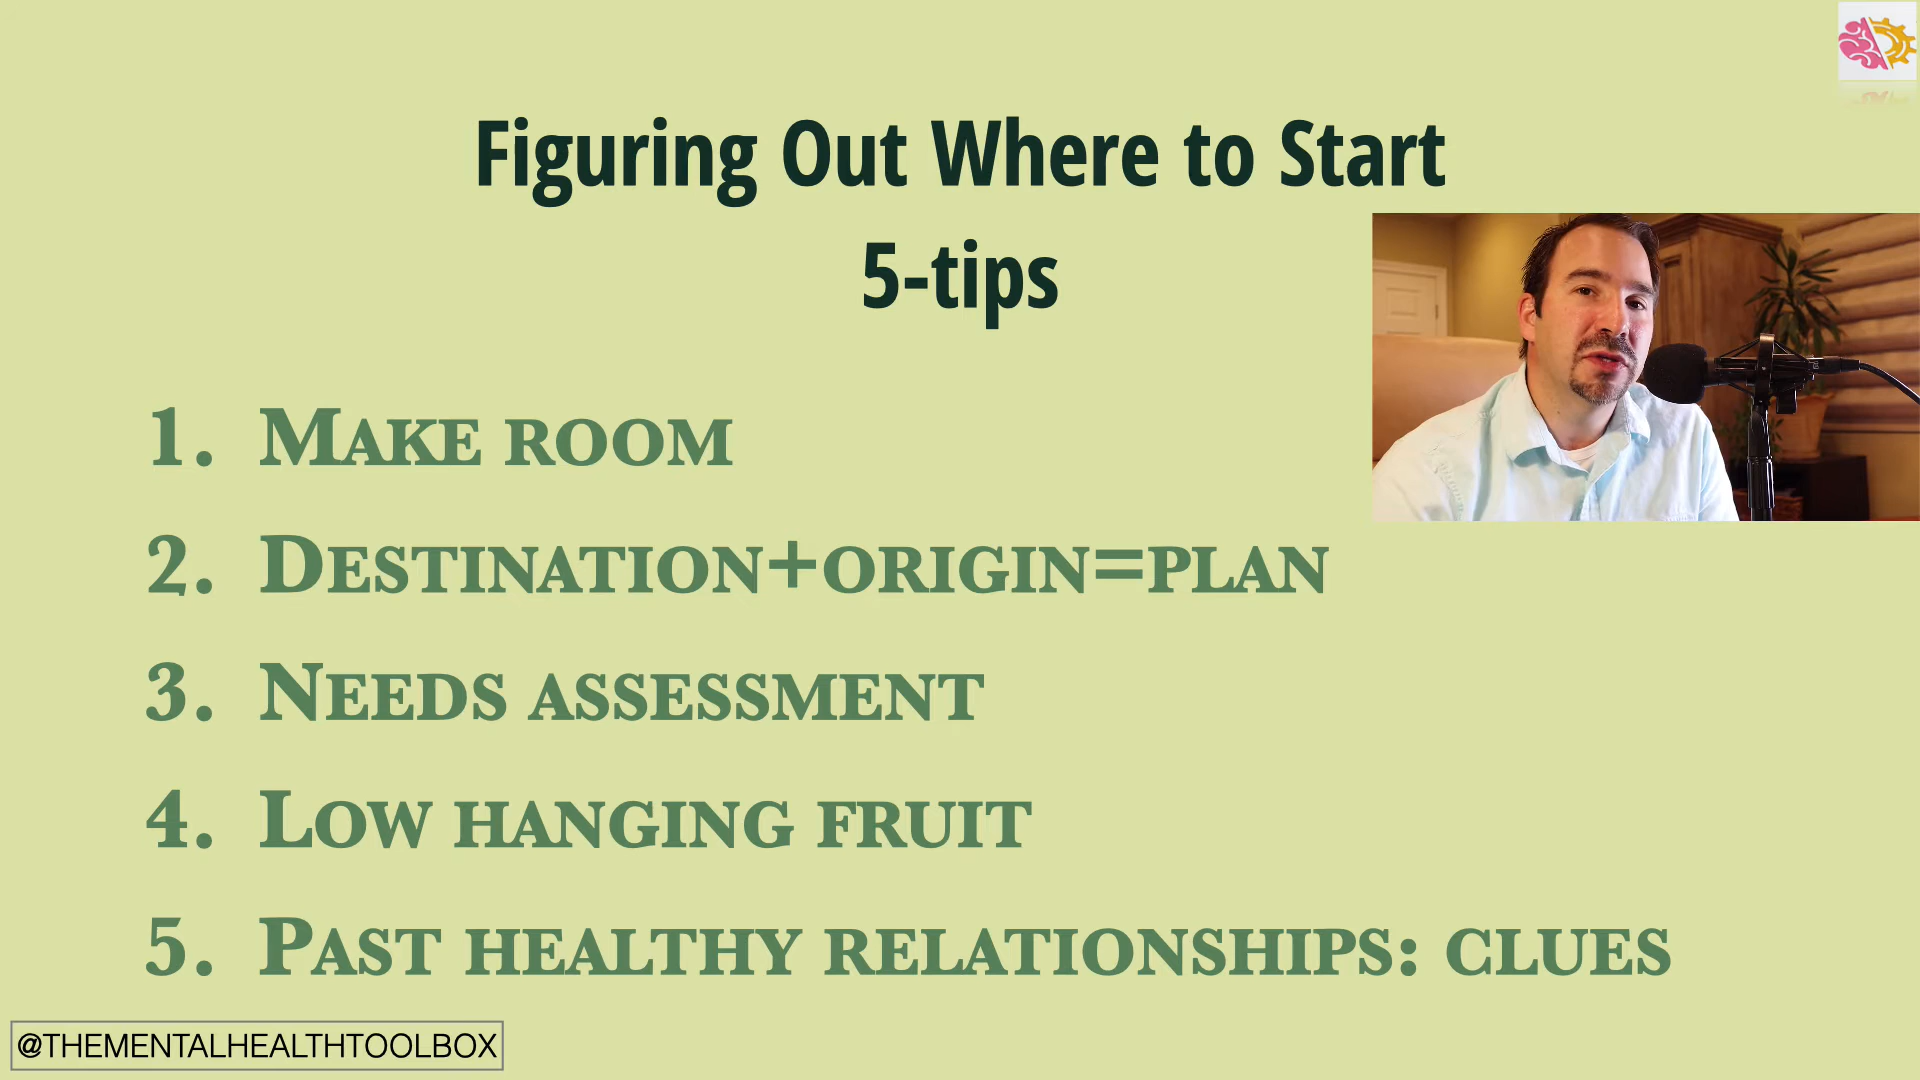 Figuring Out Where to Start
5-tips
1. Make room
2. Destination+origin=plan
3. Needs assessment
4. Low hanging fruit
5. Past healthy relationships: clues
@THEMENTALHEALTHTOOLBOX